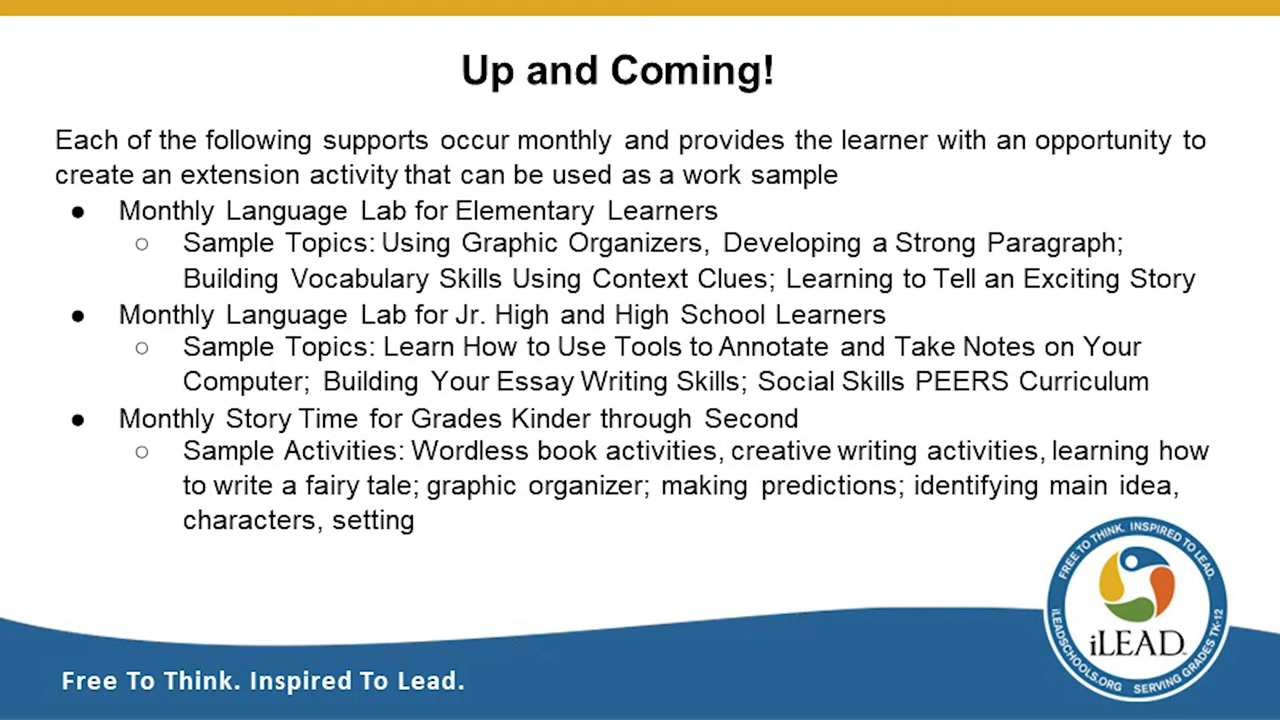 Up and Coming!
Each of the following supports occur monthly and provides the learner with an opportunity to
create an extension activity that can be used as a work sample
● Monthly Language Lab for Elementary Learners
○ Sample Topics: Using Graphic Organizers, Developing a Strong Paragraph;
Building Vocabulary Skills Using Context Clues; Learning to Tell an Exciting Story
● Monthly Language Lab for Jr. High and High School Learners
○ Sample Topics: Learn How to Use Tools to Annotate and Take Notes on Your
Computer; Building Your Essay Writing Skills; Social Skills PEERS Curriculum
● Monthly Story Time for Grades Kinder through Second
○ Sample Activities: Wordless book activities, creative writing activities, learning how
to write a fairy tale; graphic organizer; making predictions; identifying main idea,
characters, setting
FREE TO THINK. INSPIRED TO LEAD.
iLEAD
iLEADSCHOOLS.ORG SERVING GRADES TK-12
Free To Think. Inspired To Lead.